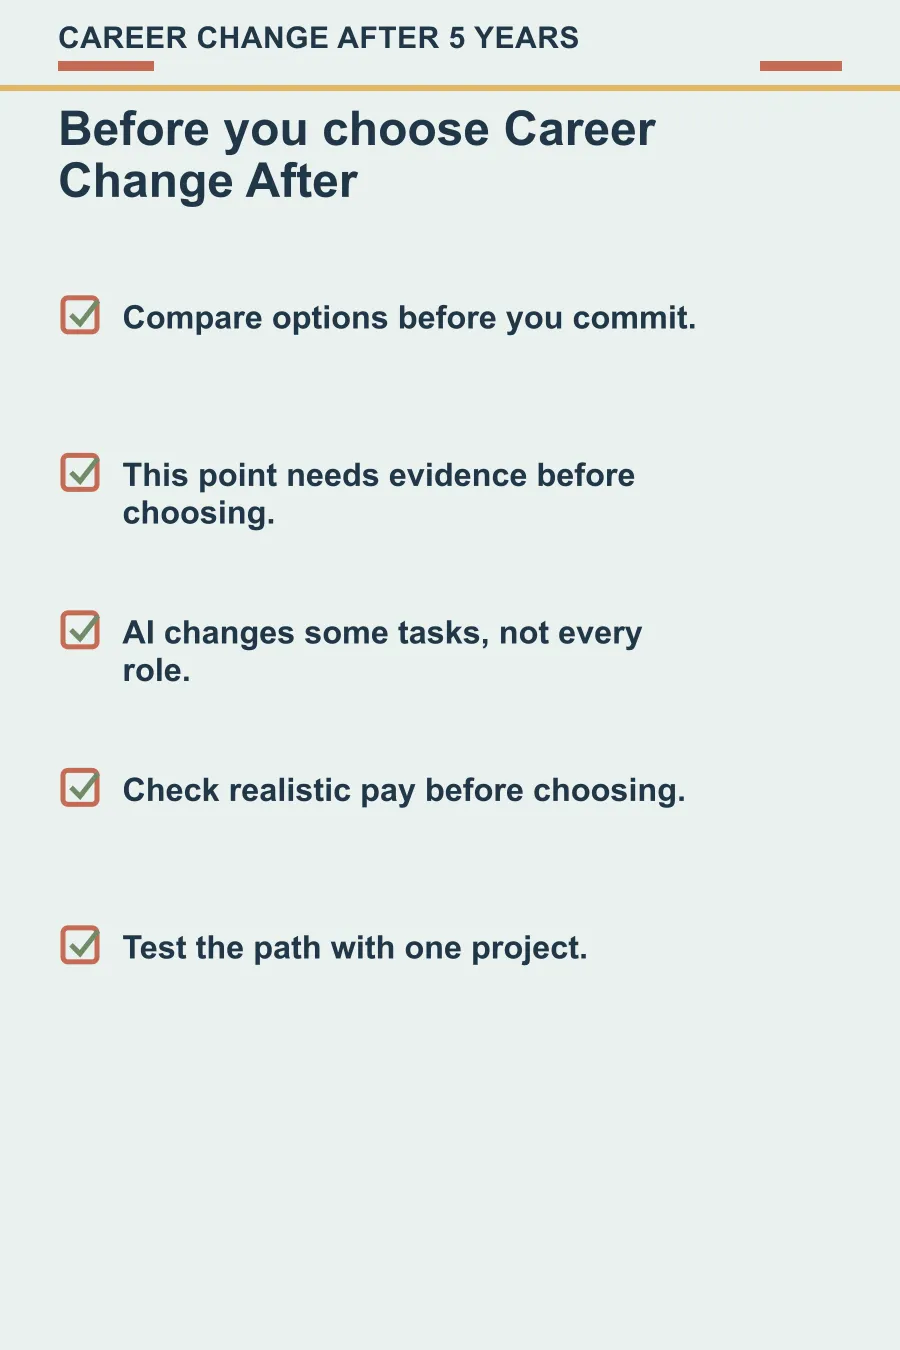 CAREER CHANGE AFTER 5 YEARS
Before you choose Career
Change After
Compare options before you commit.
This point needs evidence before
choosing.
AI changes some tasks, not every
role.
Check realistic pay before choosing.
Test the path with one project.